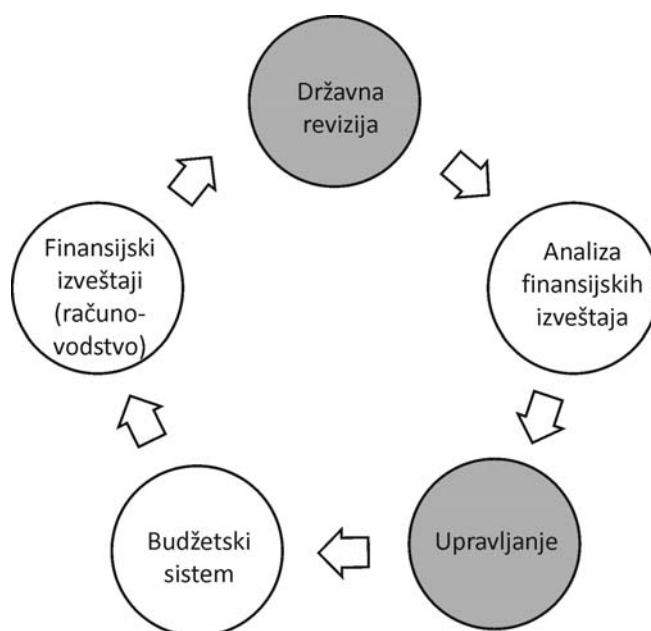 Državna
revizija
Analiza
finansijskih
izveštaja
Upravljanje
Budžetski
sistem
Finansijski
izveštaji
(računo-
vodstvo)